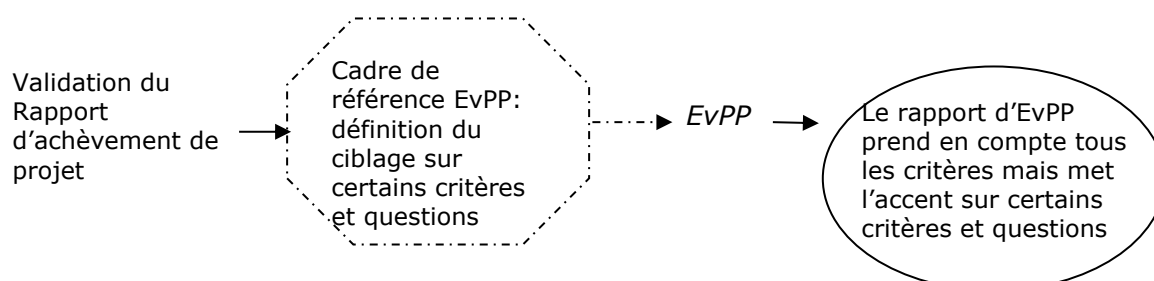 Validation du
Rapport
d’achèvement de
projet
Cadre de
référence EvPP:
définition du
ciblage sur
certains critères
et questions
EvPP
Le rapport d’EvPP
prend en compte tous
les critères mais met
l’accent sur certains
critères et questions